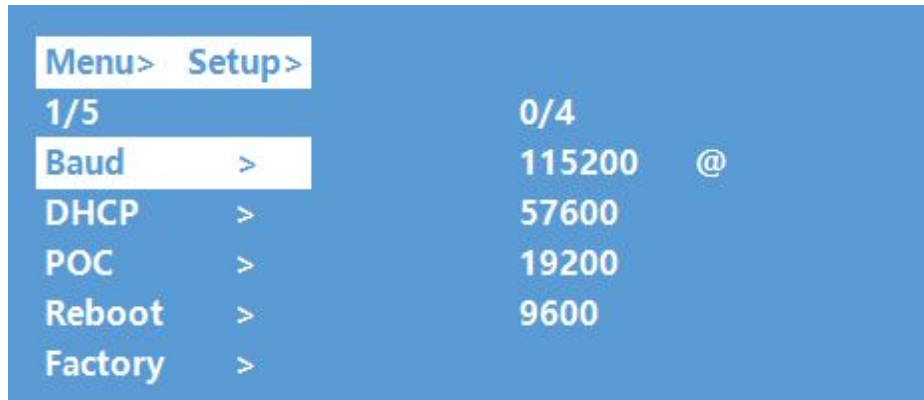 Menu> Setup>
1/5 0/4
Baud > 115200 @
DHCP > 57600
POC > 19200
Reboot > 9600
Factory >